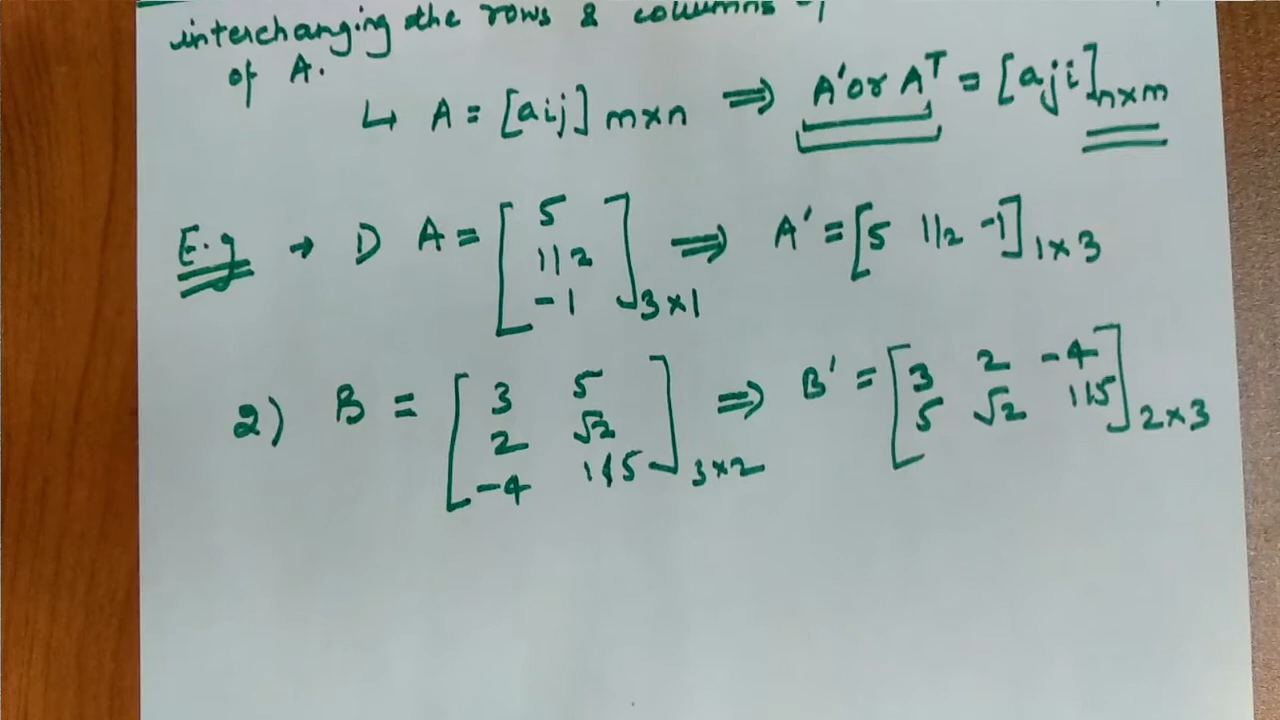 interchanging the rows & columns of
of A.
↳ A = [aij] m×n ⇒ A' or Aᵀ = [aji] n×m
E.g → 1) A = [5 1/2 -1] 3×1 ⇒ A' = [5 1/2 -1] 1×3
2) B = [3 5 2 √2 -4 1/5] 3×2 ⇒ B' = [3 2 -4 5 √2 1/5] 2×3